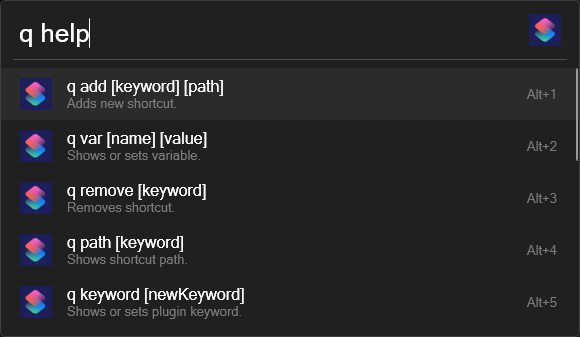 q help
q add [keyword] [path]
Adds new shortcut.
Alt+1
q var [name] [value]
Shows or sets variable.
Alt+2
q remove [keyword]
Removes shortcut.
Alt+3
q path [keyword]
Shows shortcut path.
Alt+4
q keyword [newKeyword]
Shows or sets plugin keyword.
Alt+5